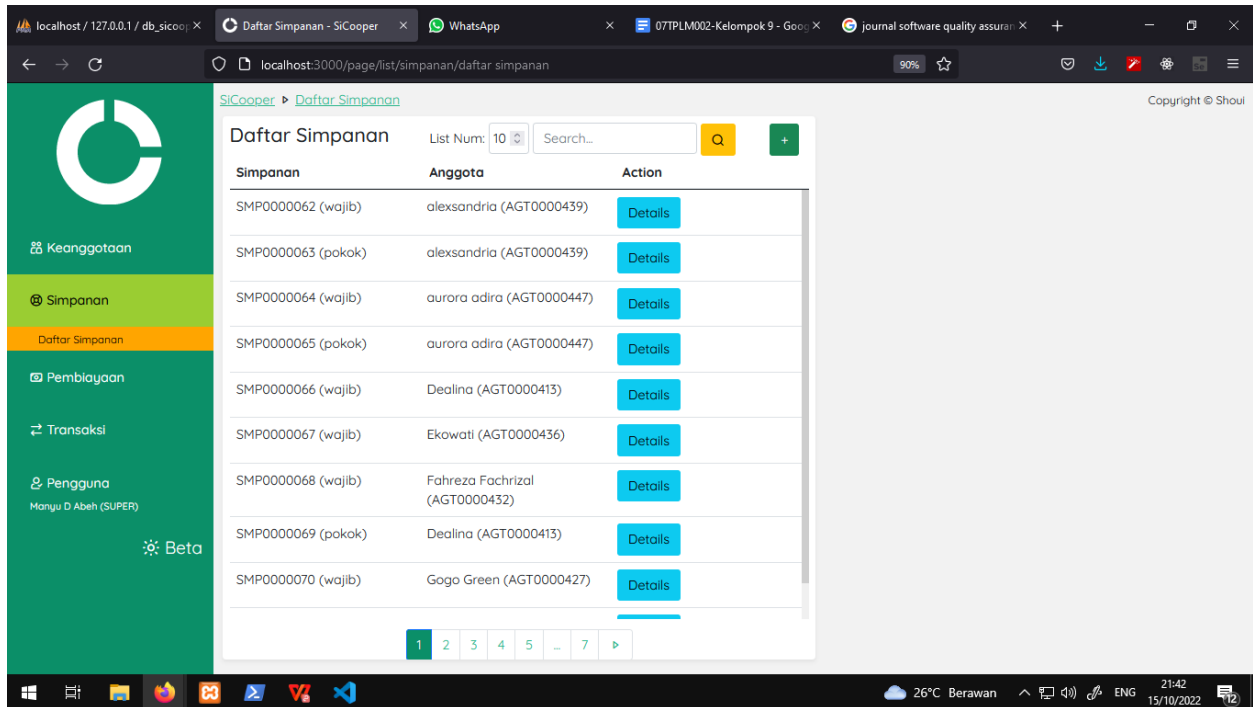 localhost / 127.0.0.1 / db_sicoop
Daftar Simpanan - SiCooper
WhatsApp
07TPLM002-Kelompok 9 - Goog
journal software quality assuran
localhost:3000/page/list/simpanan/daftar simpanan
90%
SiCooper Daftar Simpanan
Copyright © Shoul
Daftar Simpanan
List Num: 10
Search...
+
Simpanan Anggota Action
SMP0000062 (wajib) alexsandria (AGT0000439) Details
SMP0000063 (pokok) alexsandria (AGT0000439) Details
SMP0000064 (wajib) aurora adira (AGT0000447) Details
SMP0000065 (pokok) aurora adira (AGT0000447) Details
SMP0000066 (wajib) Dealina (AGT0000413) Details
SMP0000067 (wajib) Ekowati (AGT0000436) Details
SMP0000068 (wajib) Fahreza Fachrizal
(AGT0000432) Details
SMP0000069 (pokok) Dealina (AGT0000413) Details
SMP0000070 (wajib) Gogo Green (AGT0000427) Details
1 2 3 4 5 ... 7
Keanggotaan
Simpanan
Daftar Simpanan
Pembiayaan
Transaksi
Pengguna
Manyu D Abeh (SUPER)
Beta
26°C Berawan
ENG
21:42
15/10/2022
12